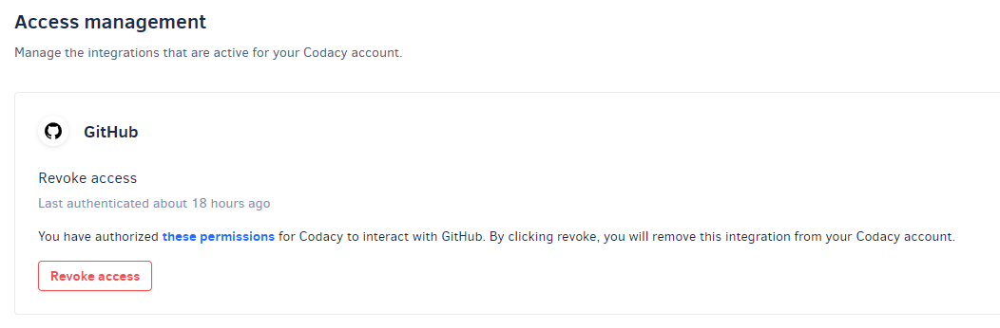 Access management
Manage the integrations that are active for your Codacy account.
GitHub
Revoke access
Last authenticated about 18 hours ago
You have authorized these permissions for Codacy to interact with GitHub. By clicking revoke, you will remove this integration from your Codacy account.
Revoke access